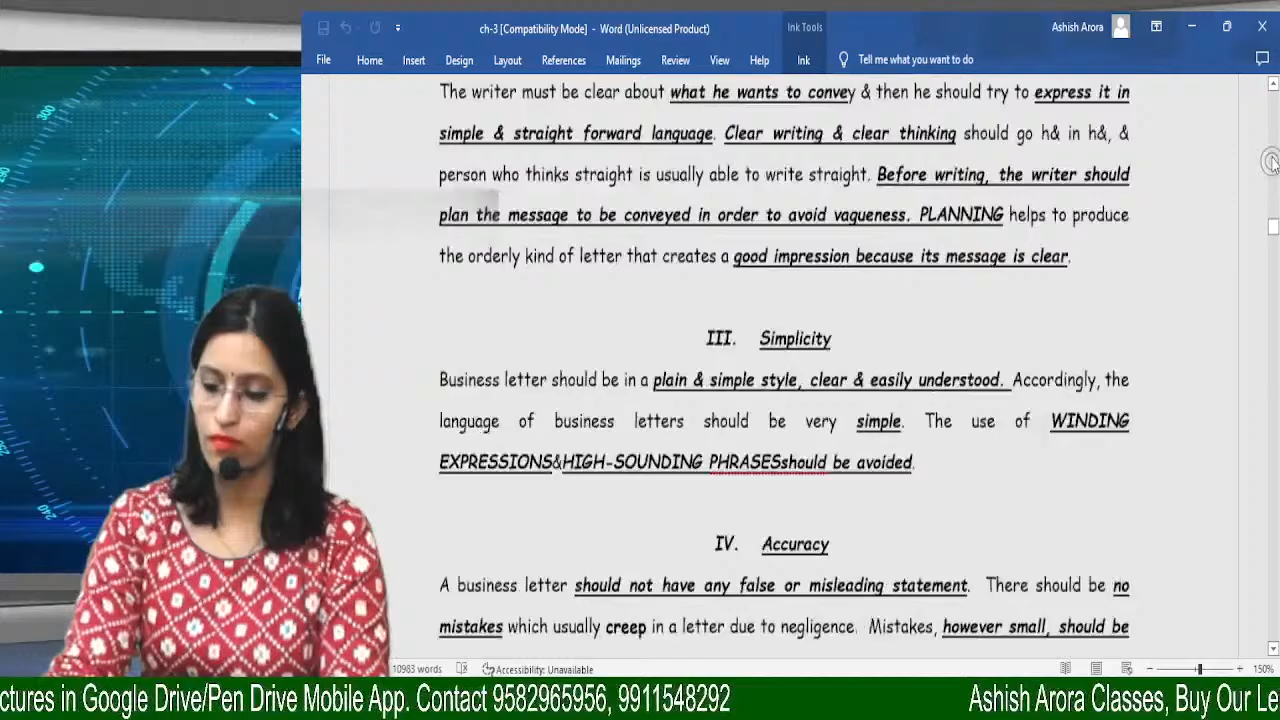 ch-3 [Compatibility Mode] - Word (Unlicensed Product)
Ink Tools
Ashish Arora
File Home Insert Design Layout References Mailings Review View Help Ink Tell me what you want to do
The writer must be clear about what he wants to convey & then he should try to express it in
simple & straight forward language. Clear writing & clear thinking should go h& in h&, &
person who thinks straight is usually able to write straight. Before writing, the writer should
plan the message to be conveyed in order to avoid vagueness. PLANNING helps to produce
the orderly kind of letter that creates a good impression because its message is clear.
III. Simplicity
Business letter should be in a plain & simple style, clear & easily understood. Accordingly, the
language of business letters should be very simple. The use of WINDING
EXPRESSIONS&HIGH-SOUNDING PHRASESshould be avoided.
IV. Accuracy
A business letter should not have any false or misleading statement. There should be no
mistakes which usually creep in a letter due to negligence. Mistakes, however small, should be
10983 words Accessibility: Unavailable 150%
ctures in Google Drive/Pen Drive Mobile App. Contact 9582965956, 9911548292 Ashish Arora Classes, Buy Our Le
300
240